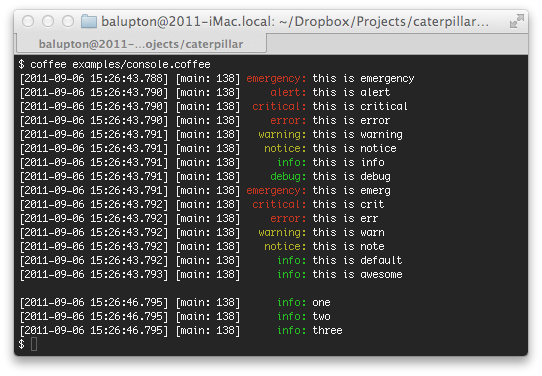 balupton@2011-iMac.local: ~/Dropbox/Projects/caterpillar...
balupton@2011-...ojects/caterpillar
$ coffee examples/console.coffee
[2011-09-06 15:26:43.788] [main: 138] emergency: this is emergency
[2011-09-06 15:26:43.790] [main: 138] alert: this is alert
[2011-09-06 15:26:43.790] [main: 138] critical: this is critical
[2011-09-06 15:26:43.790] [main: 138] error: this is error
[2011-09-06 15:26:43.791] [main: 138] warning: this is warning
[2011-09-06 15:26:43.791] [main: 138] notice: this is notice
[2011-09-06 15:26:43.791] [main: 138] info: this is info
[2011-09-06 15:26:43.791] [main: 138] debug: this is debug
[2011-09-06 15:26:43.791] [main: 138] emergency: this is emerg
[2011-09-06 15:26:43.792] [main: 138] critical: this is crit
[2011-09-06 15:26:43.792] [main: 138] error: this is err
[2011-09-06 15:26:43.792] [main: 138] warning: this is warn
[2011-09-06 15:26:43.792] [main: 138] notice: this is note
[2011-09-06 15:26:43.792] [main: 138] info: this is default
[2011-09-06 15:26:43.793] [main: 138] info: this is awesome
[2011-09-06 15:26:46.795] [main: 138] info: one
[2011-09-06 15:26:46.795] [main: 138] info: two
[2011-09-06 15:26:46.795] [main: 138] info: three
$